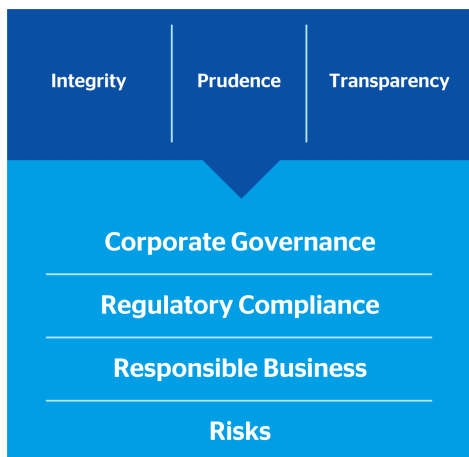 Integrity
Prudence
Transparency
Corporate Governance
Regulatory Compliance
Responsible Business
Risks